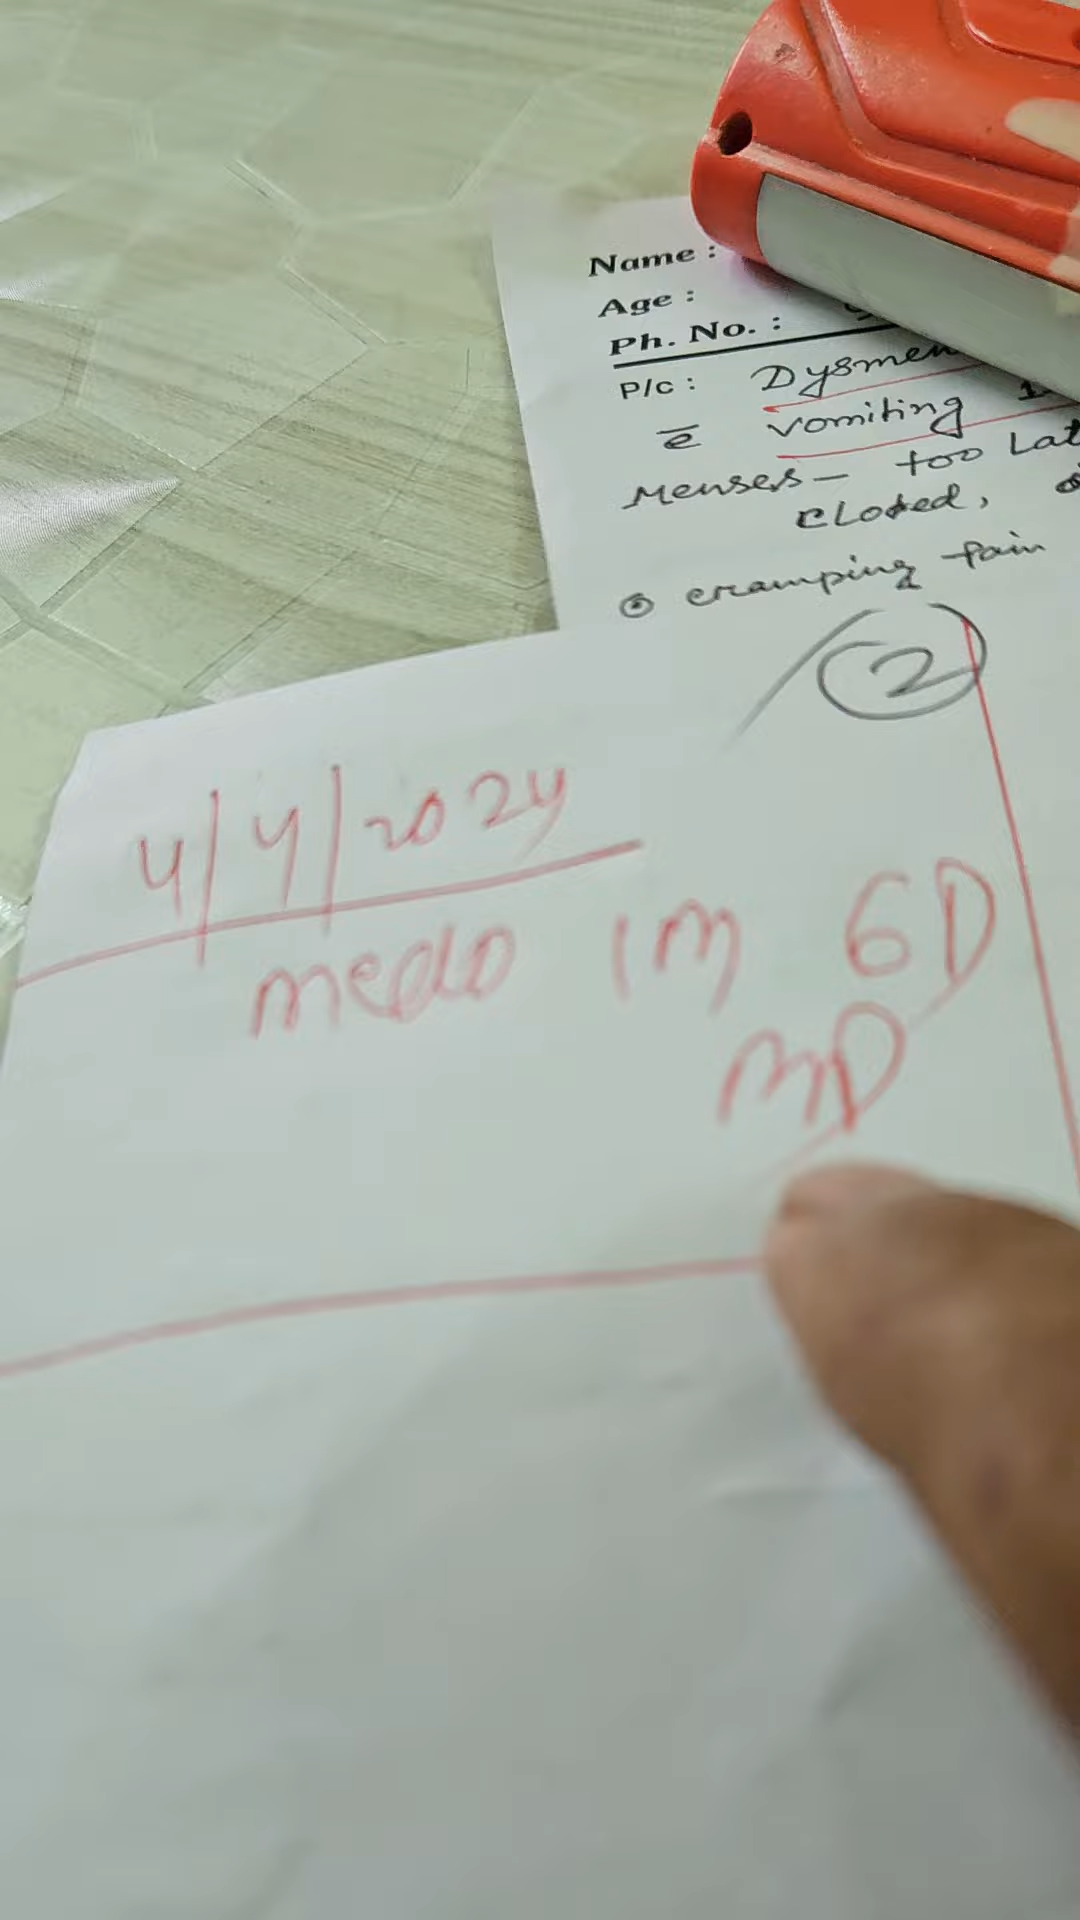 Name :
Age :
Ph. No. :
P/c : Dysmen
c̅ vomiting
Menses – too Lat
cloted,
cramping pain
2
4/4/2024
medo 1M 6D
MD